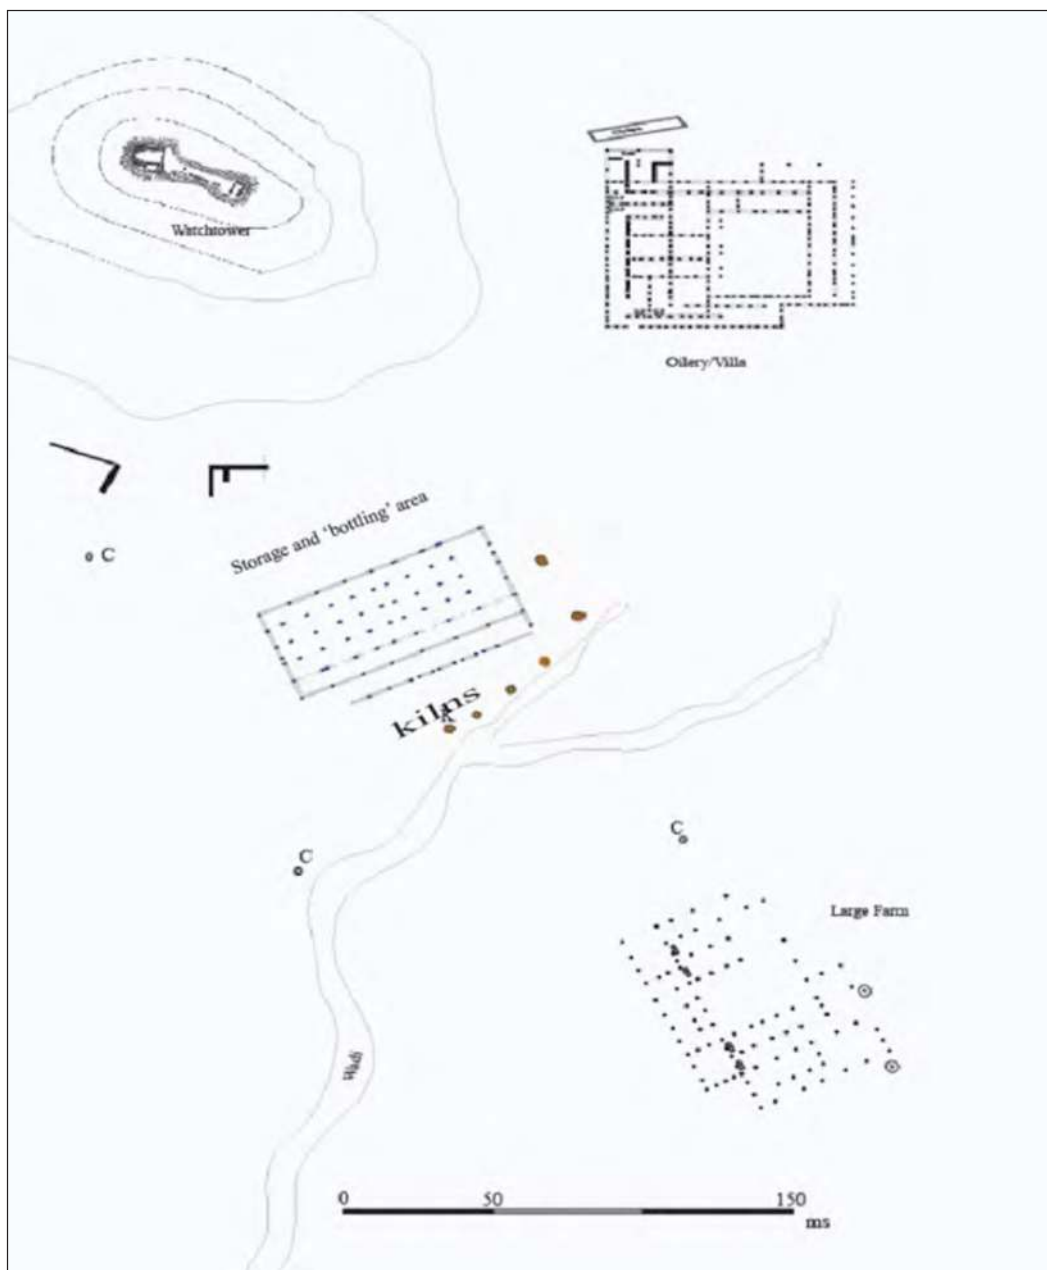 Watchtower
Oilery/Villa
Storage and 'bottling' area
C
kilns
C
C
Large Farm
Wadi
0 50 150
ms